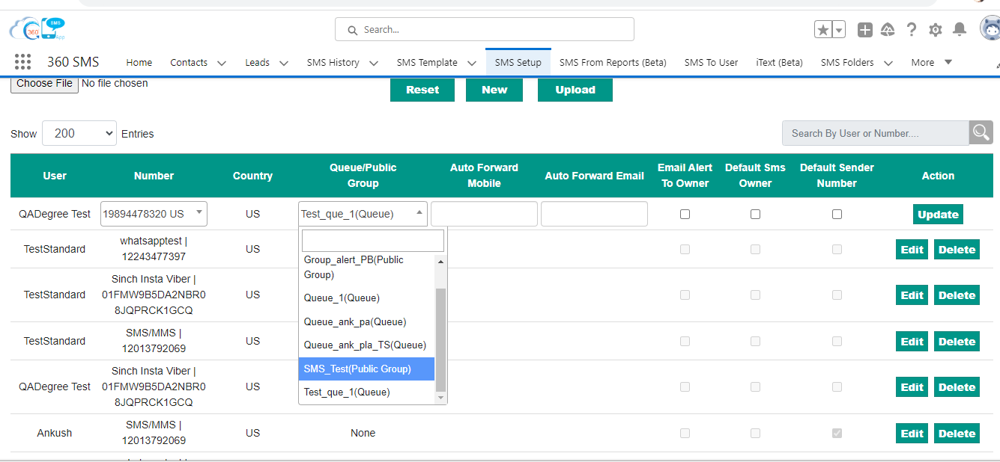 SMS
360
App
Search...
360 SMS
Home
Contacts
Leads
SMS History
SMS Template
SMS Setup
SMS From Reports (Beta)
SMS To User
iText (Beta)
SMS Folders
More
Choose File No file chosen
Reset
New
Upload
Show 200 Entries
Search By User or Number....
User
Number
Country
Queue/Public
Group
Auto Forward
Mobile
Auto Forward Email
Email Alert
To Owner
Default Sms
Owner
Default Sender
Number
Action
QADegree Test
19894478320 US
US
Test_que_1(Queue)
Update
Group_alert_PB(Public
Group)
Queue_1(Queue)
Queue_ank_pa(Queue)
Queue_ank_pla_TS(Queue)
SMS_Test(Public Group)
Test_que_1(Queue)
TestStandard
whatsapptest |
12243477397
US
Edit
Delete
TestStandard
Sinch Insta Viber |
01FMW9B5DA2NBR0
8JQPRCK1GCQ
US
Edit
Delete
TestStandard
SMS/MMS |
12013792069
US
Edit
Delete
QADegree Test
Sinch Insta Viber |
01FMW9B5DA2NBR0
8JQPRCK1GCQ
US
Edit
Delete
Ankush
SMS/MMS |
12013792069
US
None
Edit
Delete